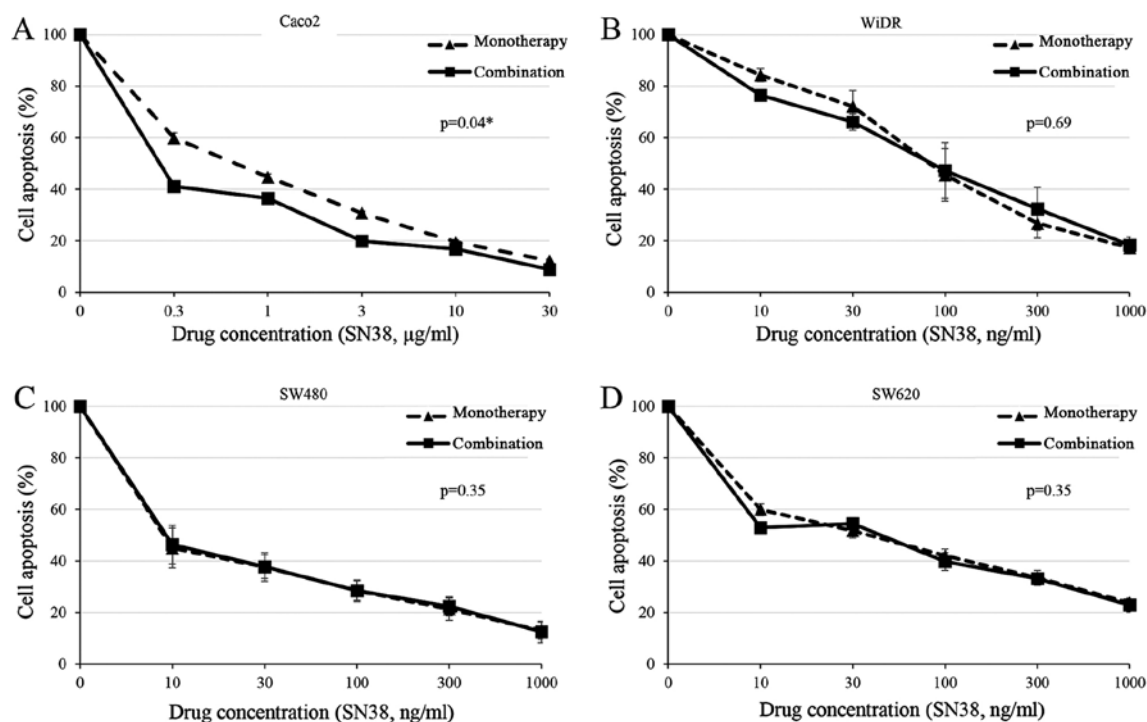 A
Caco2
Monotherapy
Combination
p=0.04*
Cell apoptosis (%)
100
80
60
40
20
0
0 0.3 1 3 10 30
Drug concentration (SN38, μg/ml)
B
WiDR
Monotherapy
Combination
p=0.69
Cell apoptosis (%)
100
80
60
40
20
0
0 10 30 100 300 1000
Drug concentration (SN38, ng/ml)
C
SW480
Monotherapy
Combination
p=0.35
Cell apoptosis (%)
100
80
60
40
20
0
0 10 30 100 300 1000
Drug concentration (SN38, ng/ml)
D
SW620
Monotherapy
Combination
p=0.35
Cell apoptosis (%)
100
80
60
40
20
0
0 10 30 100 300 1000
Drug concentration (SN38, ng/ml)